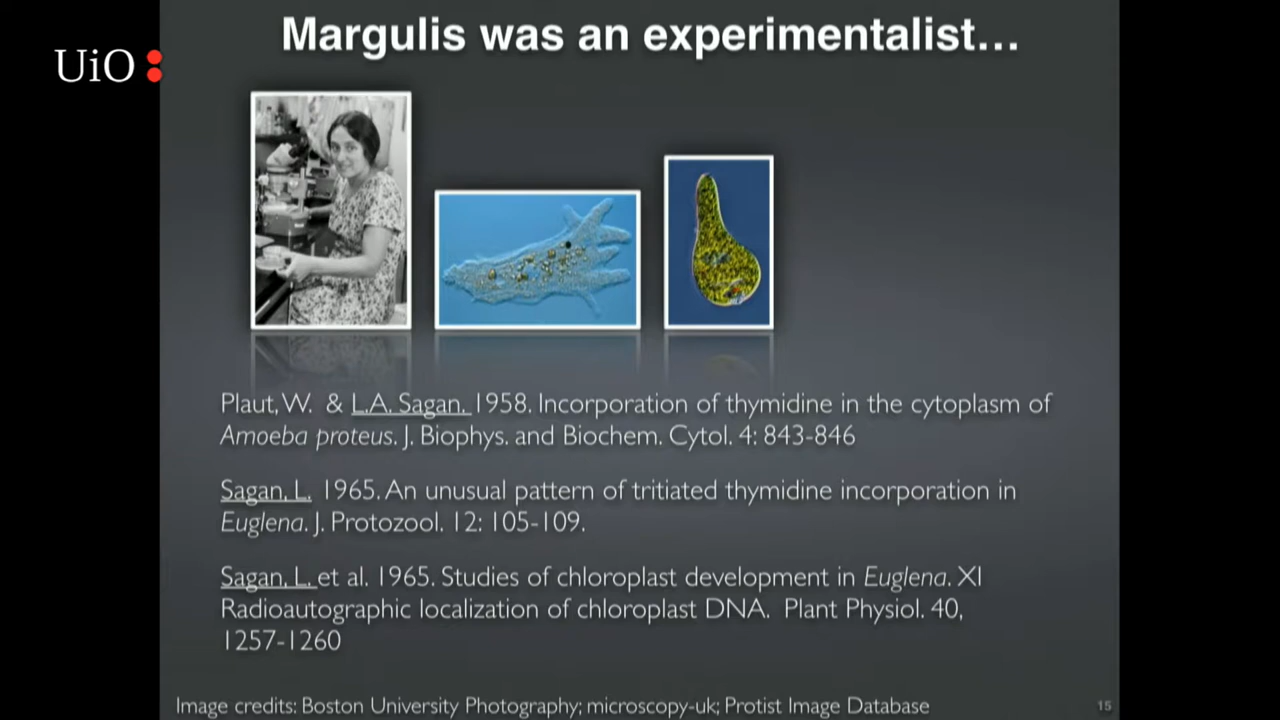 Margulis was an experimentalist...
UiO:
Plaut, W. & L.A. Sagan. 1958. Incorporation of thymidine in the cytoplasm of
Amoeba proteus. J. Biophys. and Biochem. Cytol. 4: 843-846
Sagan, L. 1965. An unusual pattern of tritiated thymidine incorporation in
Euglena. J. Protozool. 12: 105-109.
Sagan, L. et al. 1965. Studies of chloroplast development in Euglena. XI
Radioautographic localization of chloroplast DNA. Plant Physiol. 40,
1257-1260
Image credits: Boston University Photography; microscopy-uk; Protist Image Database
15